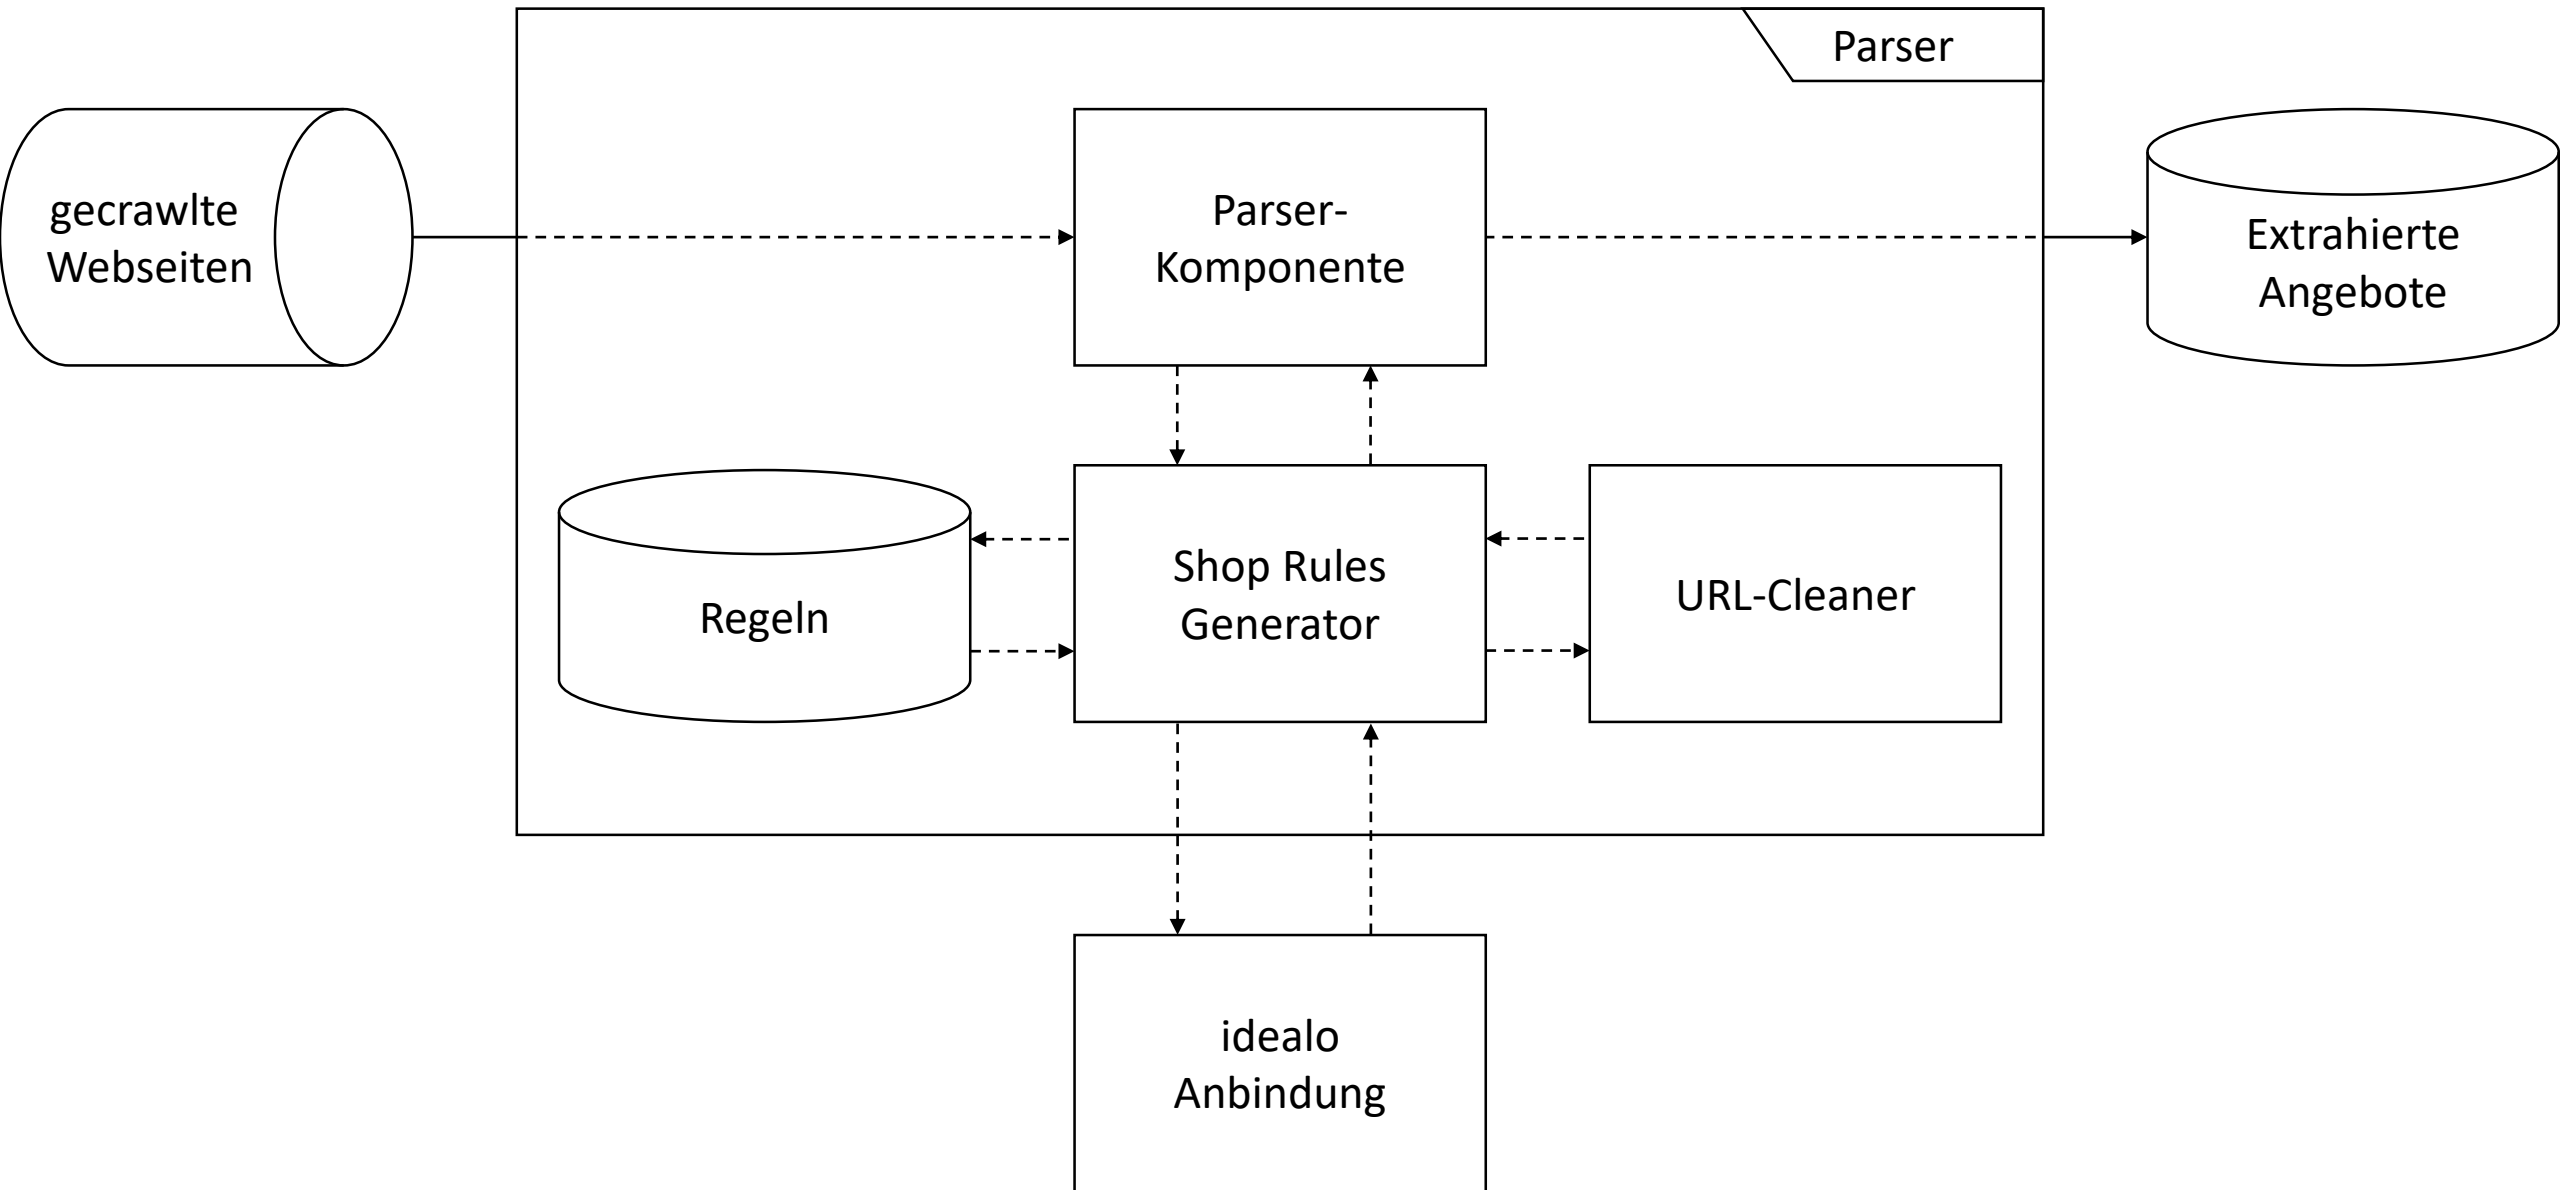 Parser
gecrawlte
Webseiten
Parser-
Komponente
Extrahierte
Angebote
Regeln
Shop Rules
Generator
URL-Cleaner
idealo
Anbindung